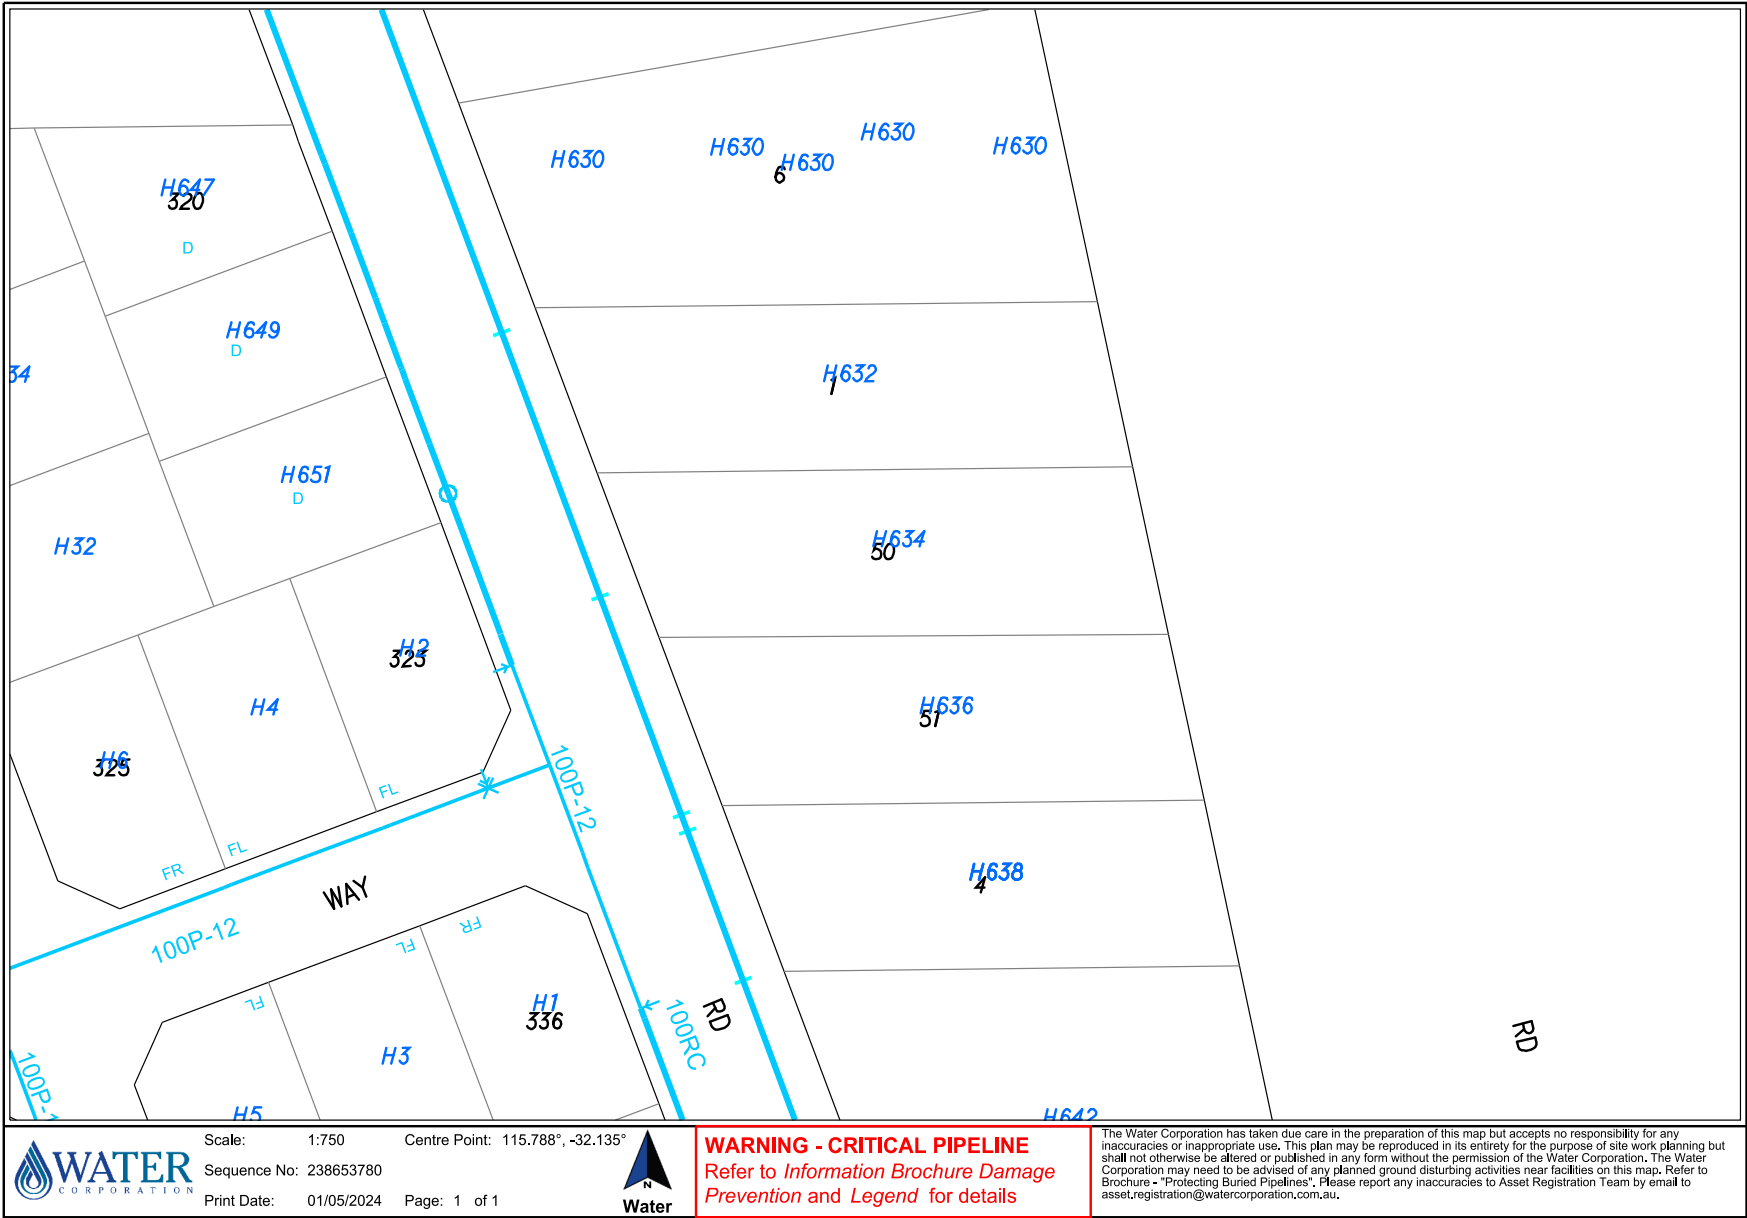 H630
H630
H630
H630
H630
6
H647
320
D
H649
D
34
H632
1
H651
D
H32
H634
50
H2
323
H4
H636
51
H6
325
FL
100P-12
FL
FR
H638
4
WAY
100P-12
FR
FL
FL
H1
336
100RC
RD
RD
H3
100P-1
H5
H642
WATER
CORPORATION
Scale: 1:750 Centre Point: 115.788°, -32.135°
Sequence No: 238653780
Print Date: 01/05/2024 Page: 1 of 1
N
Water
WARNING - CRITICAL PIPELINE
Refer to Information Brochure Damage
Prevention and Legend for details
The Water Corporation has taken due care in the preparation of this map but accepts no responsibility for any
inaccuracies or inappropriate use. This plan may be reproduced in its entirety for the purpose of site work planning but
shall not otherwise be altered or published in any form without the permission of the Water Corporation. The Water
Corporation may need to be advised of any planned ground disturbing activities near facilities on this map. Refer to
Brochure - "Protecting Buried Pipelines". Please report any inaccuracies to Asset Registration Team by email to
asset.registration@watercorporation.com.au.